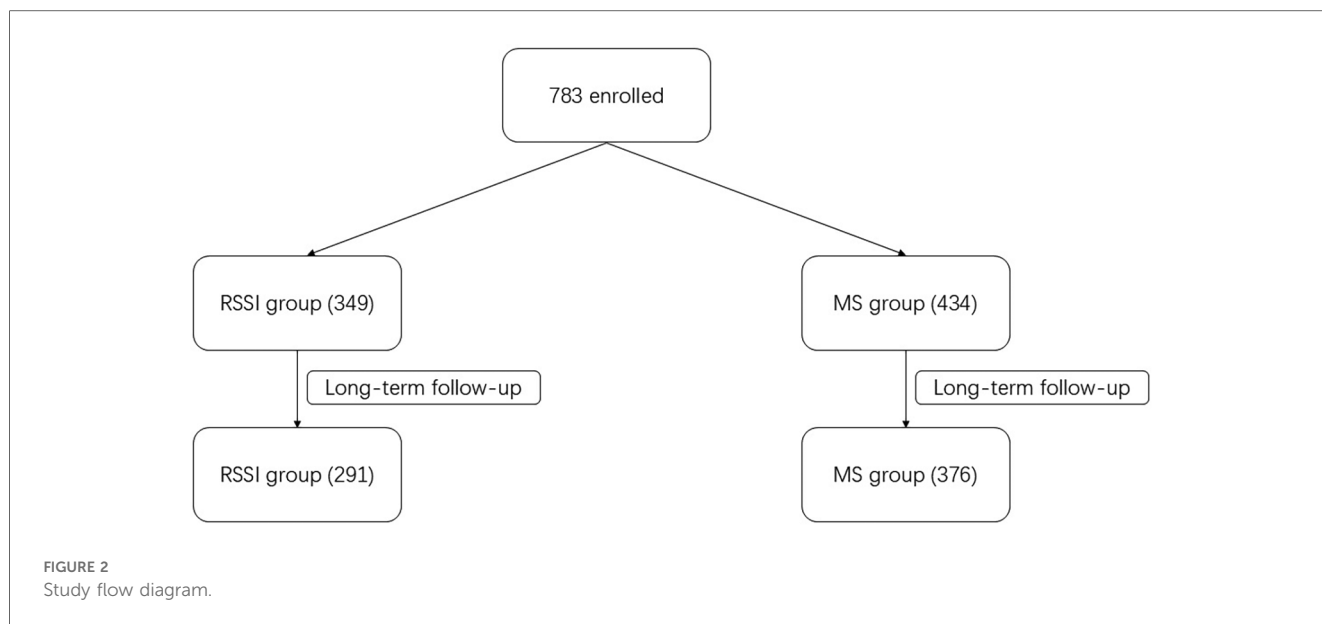 783 enrolled
RSSI group (349)
MS group (434)
Long-term follow-up
Long-term follow-up
RSSI group (291)
MS group (376)
FIGURE 2
Study flow diagram.